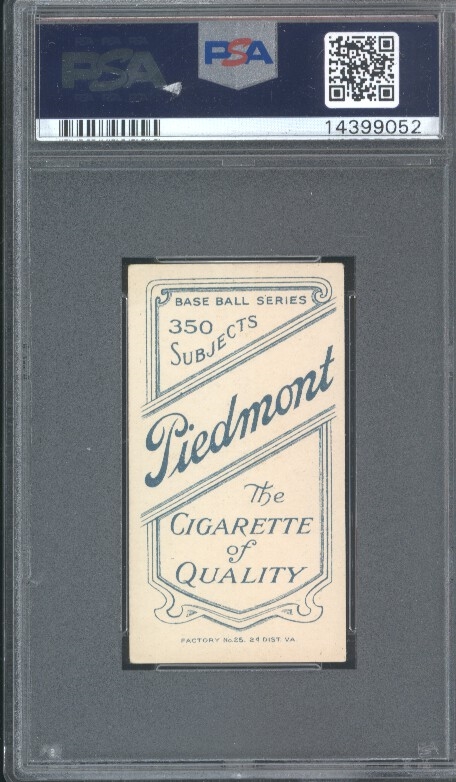 PSA
PSA
14399052
BASE BALL SERIES
350
SUBJECTS
Piedmont
The
CIGARETTE
of
QUALITY
FACTORY No. 25. 2d DIST. VA.